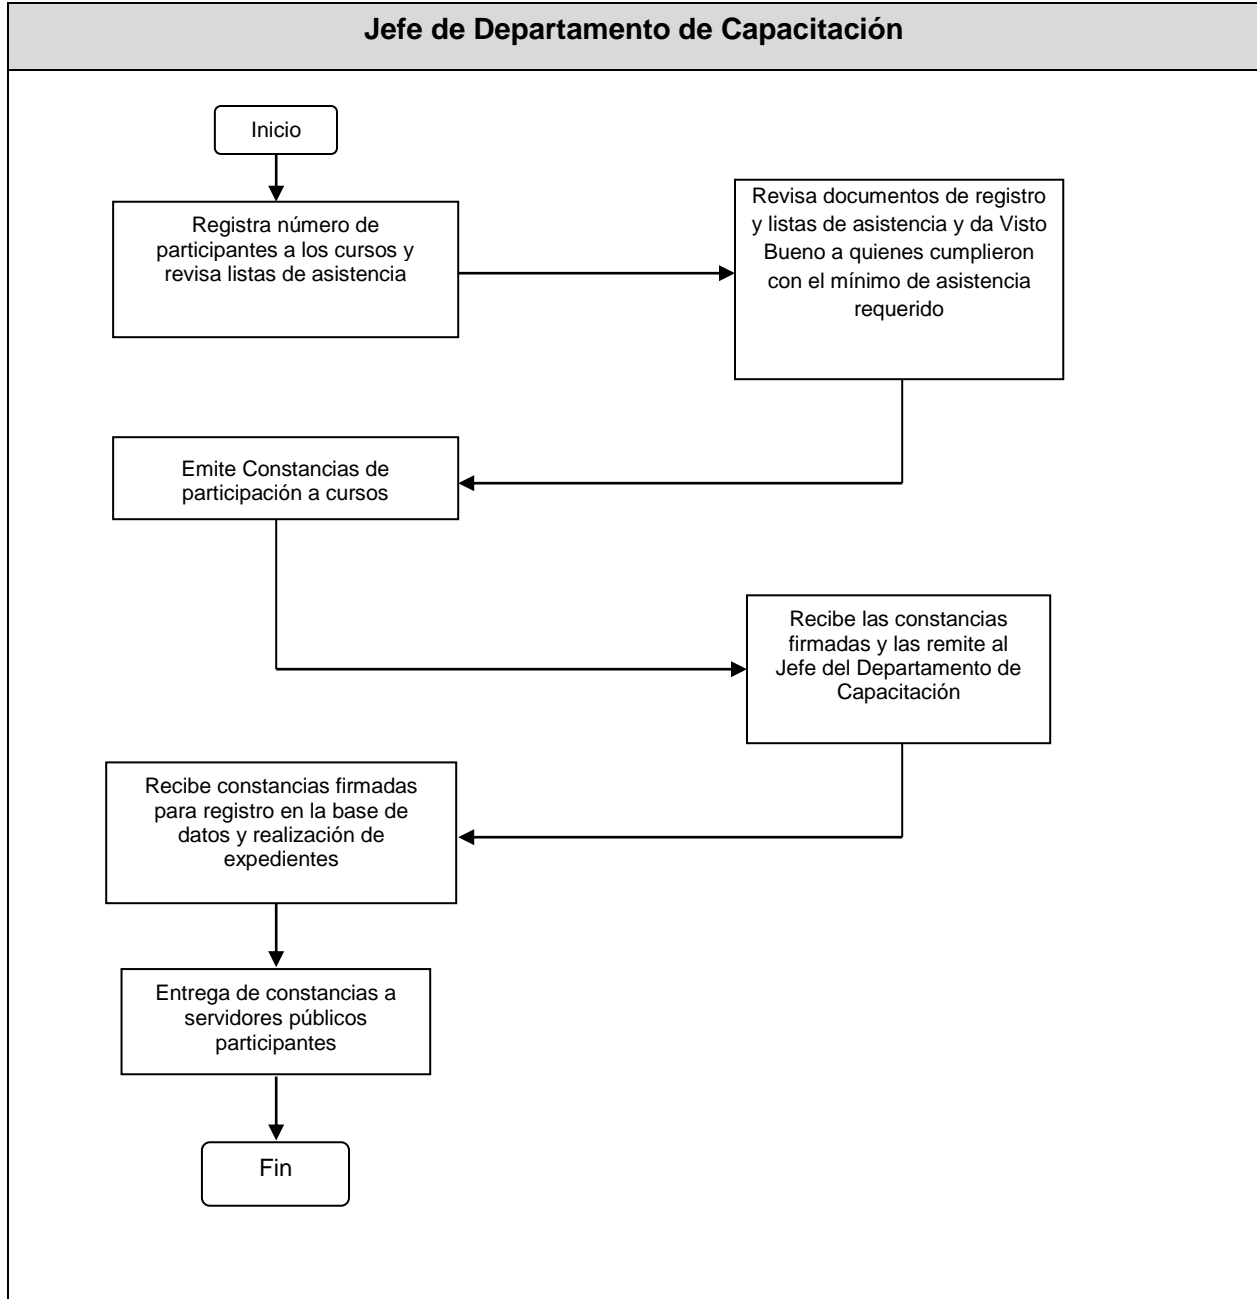 Jefe de Departamento de Capacitación
Inicio
Registra número de
participantes a los cursos y
revisa listas de asistencia
Revisa documentos de registro
y listas de asistencia y da Visto
Bueno a quienes cumplieron
con el mínimo de asistencia
requerido
Emite Constancias de
participación a cursos
Recibe las constancias
firmadas y las remite al
Jefe del Departamento de
Capacitación
Recibe constancias firmadas
para registro en la base de
datos y realización de
expedientes
Entrega de constancias a
servidores públicos
participantes
Fin